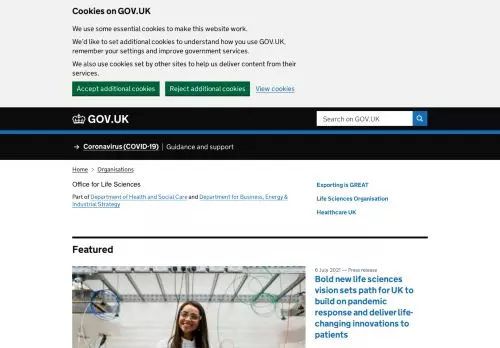 Cookies on GOV.UK
We use some essential cookies to make this website work.
We'd like to set additional cookies to understand how you use GOV.UK,
remember your settings and improve government services.
We also use cookies set by other sites to help us deliver content from their
services.
Accept additional cookies
Reject additional cookies
View cookies
GOV.UK
Search on GOV.UK
→ Coronavirus (COVID-19) | Guidance and support
Home > Organisations
Office for Life Sciences
Part of Department of Health and Social Care and Department for Business, Energy &
Industrial Strategy
Exporting is GREAT
Life Sciences Organisation
Healthcare UK
Featured
6 July 2021 — Press release
Bold new life sciences
vision sets path for UK to
build on pandemic
response and deliver life-
changing innovations to
patients